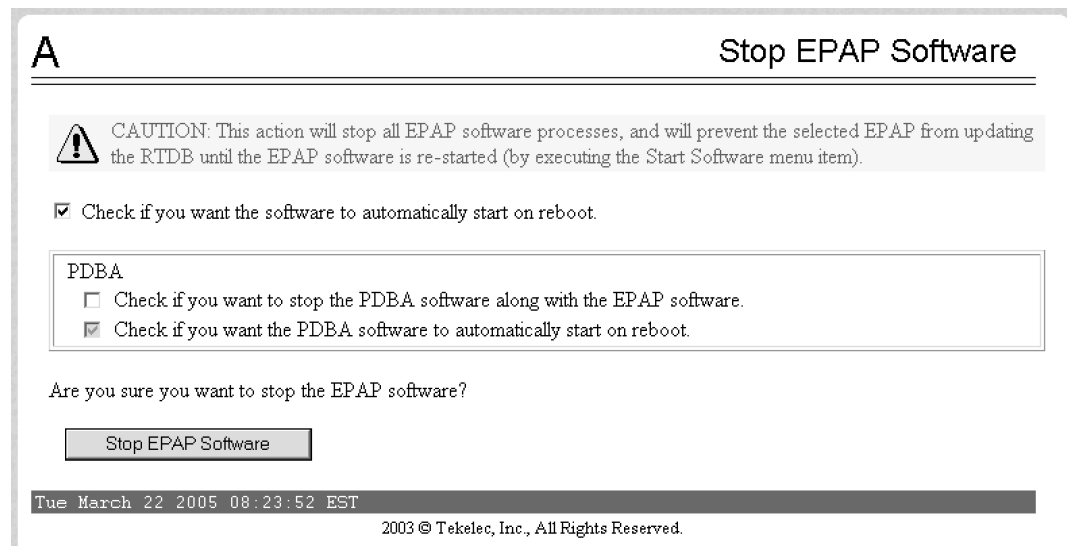 A
Stop EPAP Software
CAUTION: This action will stop all EPAP software processes, and will prevent the selected EPAP from updating
the RTDB until the EPAP software is re-started (by executing the Start Software menu item).
Check if you want the software to automatically start on reboot.
PDBA
Check if you want to stop the PDBA software along with the EPAP software.
Check if you want the PDBA software to automatically start on reboot.
Are you sure you want to stop the EPAP software?
Stop EPAP Software
Tue March 22 2005 08:23:52 EST
2003 © Tekelec, Inc., All Rights Reserved.